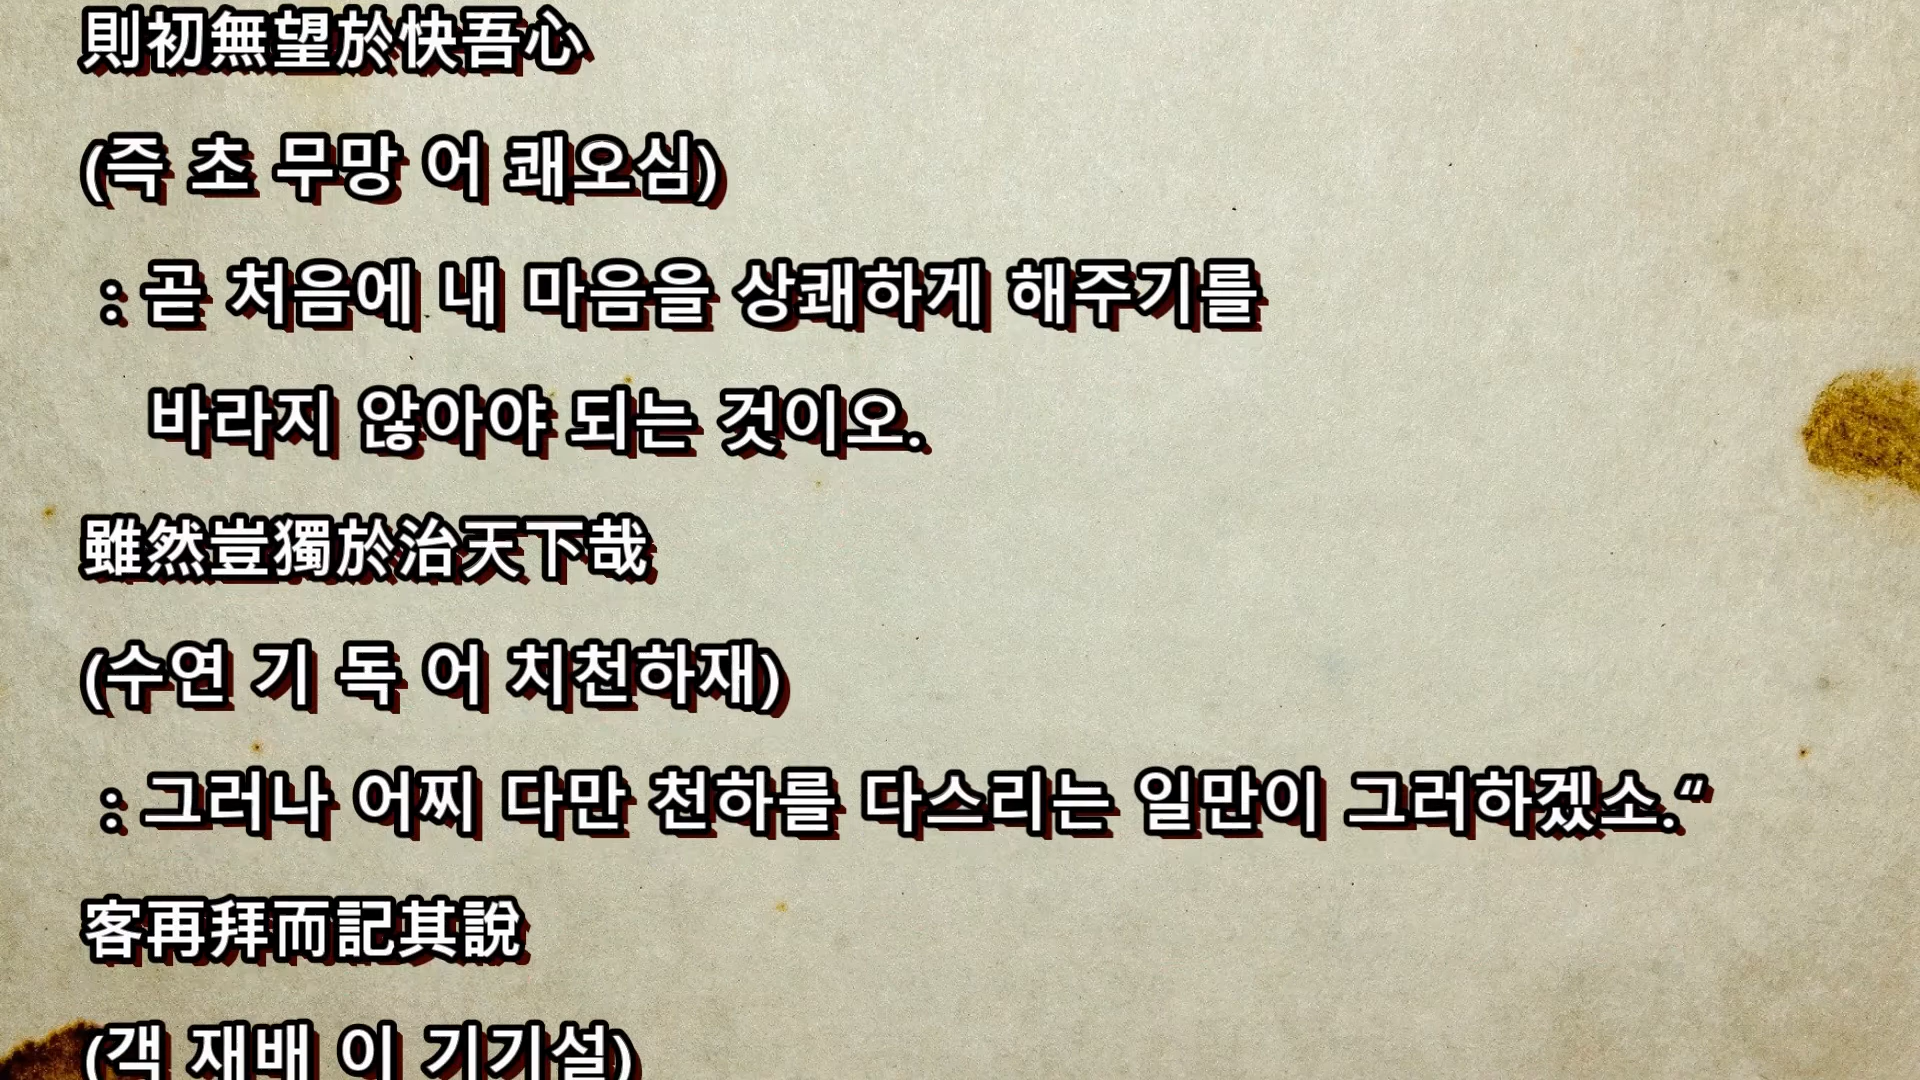 則初無望於快吾心
(즉 초 무망 어 쾌오심)
: 곧 처음에 내 마음을 상쾌하게 해주기를
바라지 않아야 되는 것이오.
雖然豈獨於治天下哉
(수연 기 독 어 치천하재)
: 그러나 어찌 다만 천하를 다스리는 일만이 그러하겠소.“
客再拜而記其說
(객 재배 이 기기설)